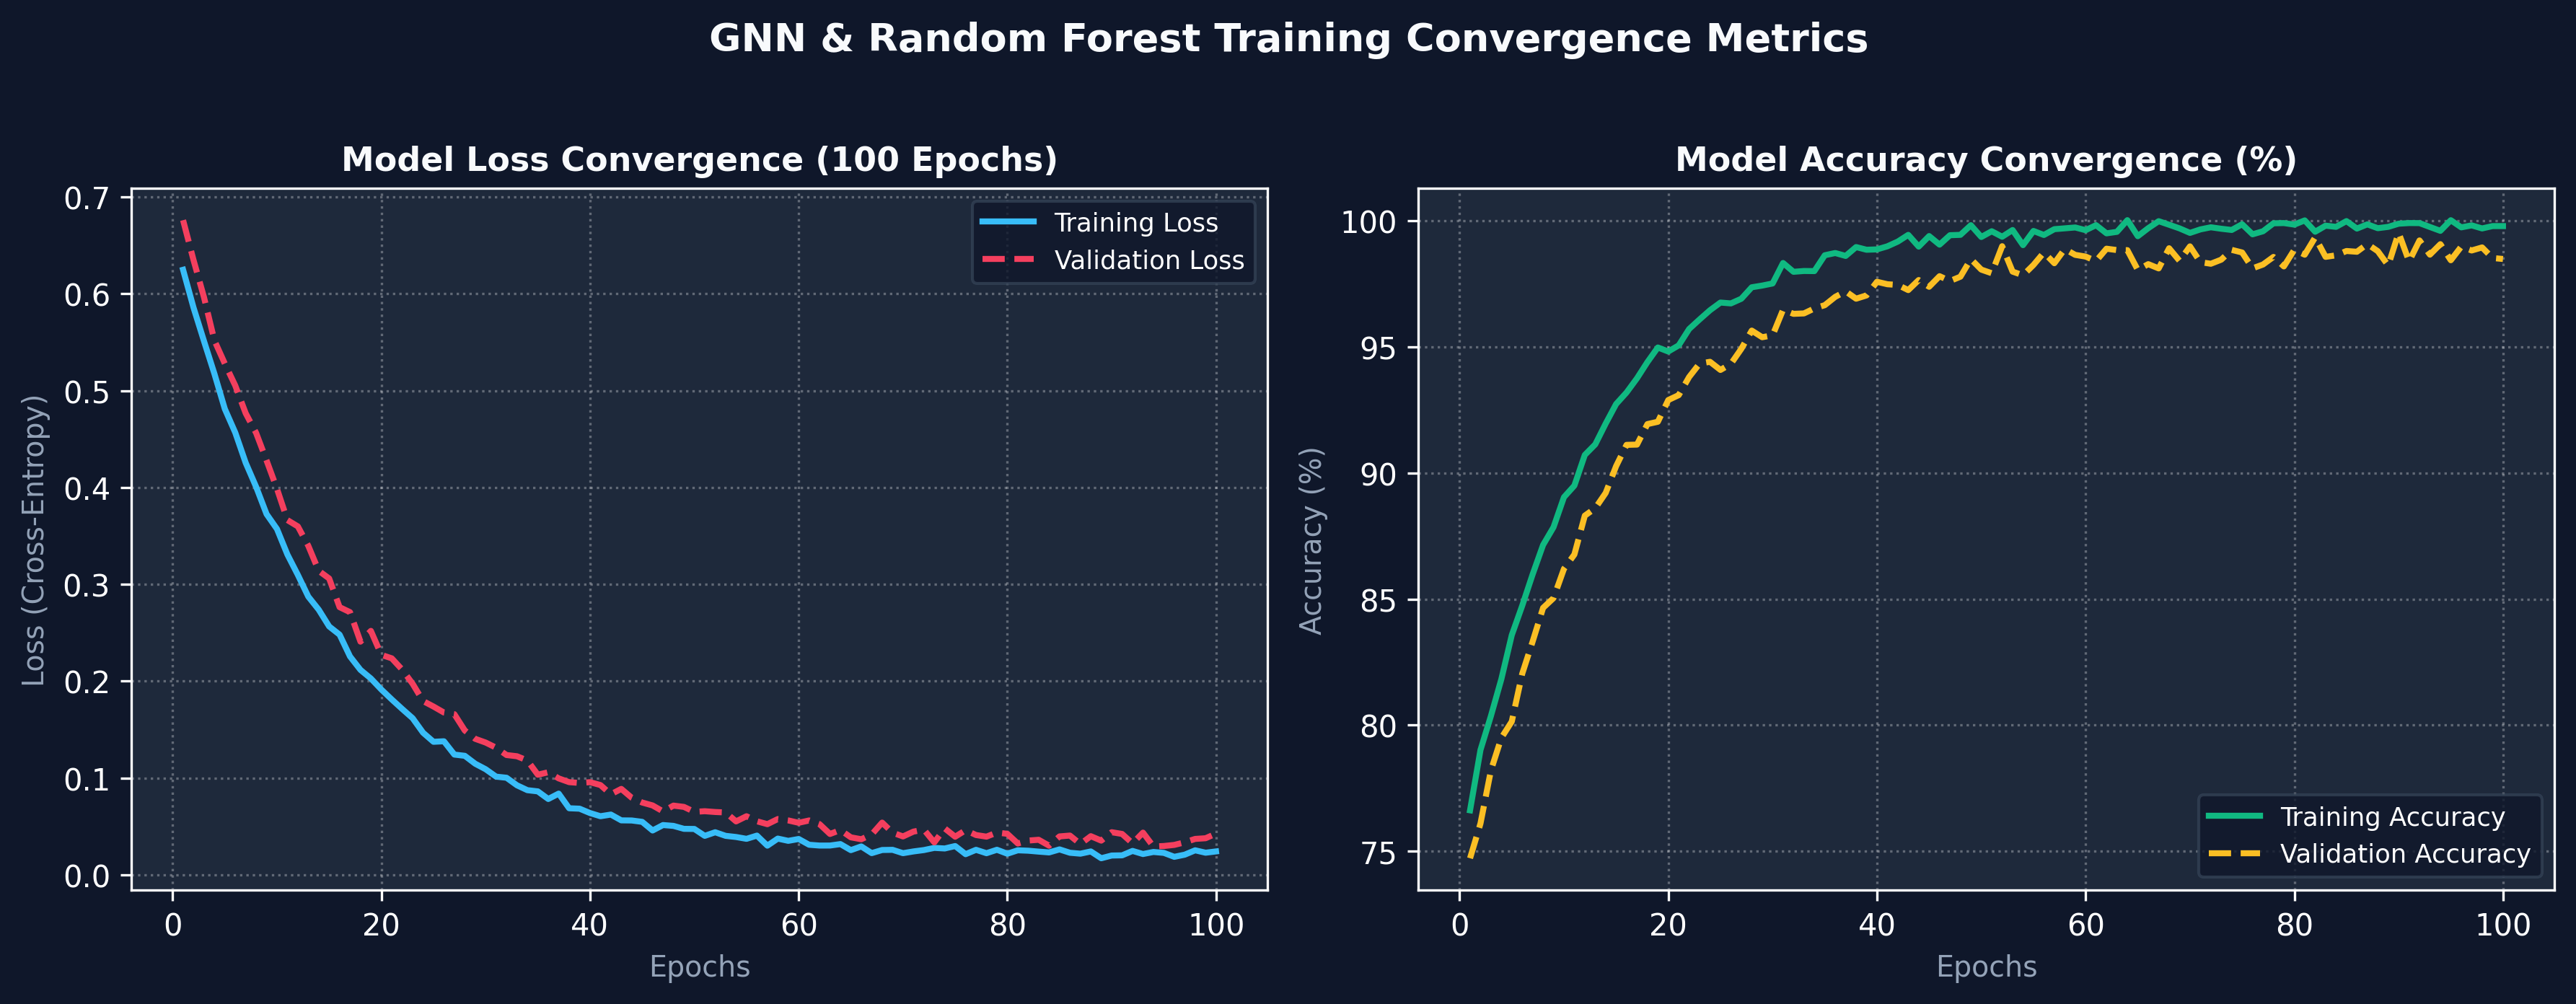 GNN & Random Forest Training Convergence Metrics
Model Loss Convergence (100 Epochs)
Loss (Cross-Entropy)
0.7
0.6
0.5
0.4
0.3
0.2
0.1
0.0
Training Loss
Validation Loss
0 20 40 60 80 100
Epochs
Model Accuracy Convergence (%)
Accuracy (%)
100
95
90
85
80
75
Training Accuracy
Validation Accuracy
0 20 40 60 80 100
Epochs